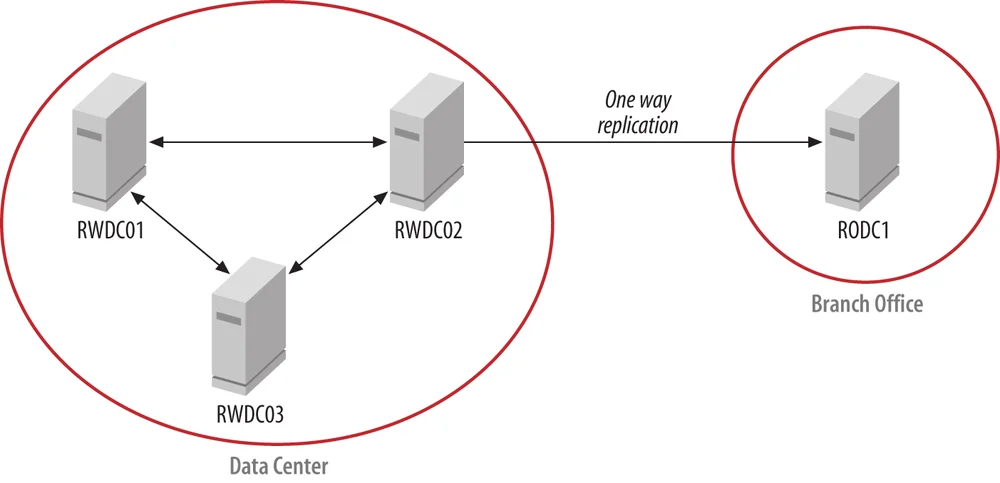 One way
replication
RWDC01
RWDC02
RODC1
Branch Office
RWDC03
Data Center